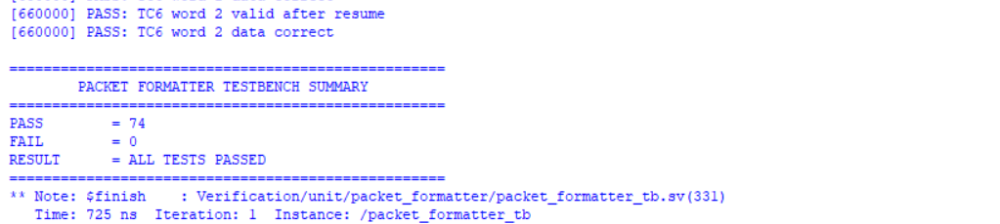 [660000] PASS: TC6 word 2 valid after resume
[660000] PASS: TC6 word 2 data correct
===================================================
PACKET FORMATTER TESTBENCH SUMMARY
===================================================
PASS = 74
FAIL = 0
RESULT = ALL TESTS PASSED
===================================================
** Note: $finish : Verification/unit/packet_formatter/packet_formatter_tb.sv(331)
Time: 725 ns Iteration: 1 Instance: /packet_formatter_tb